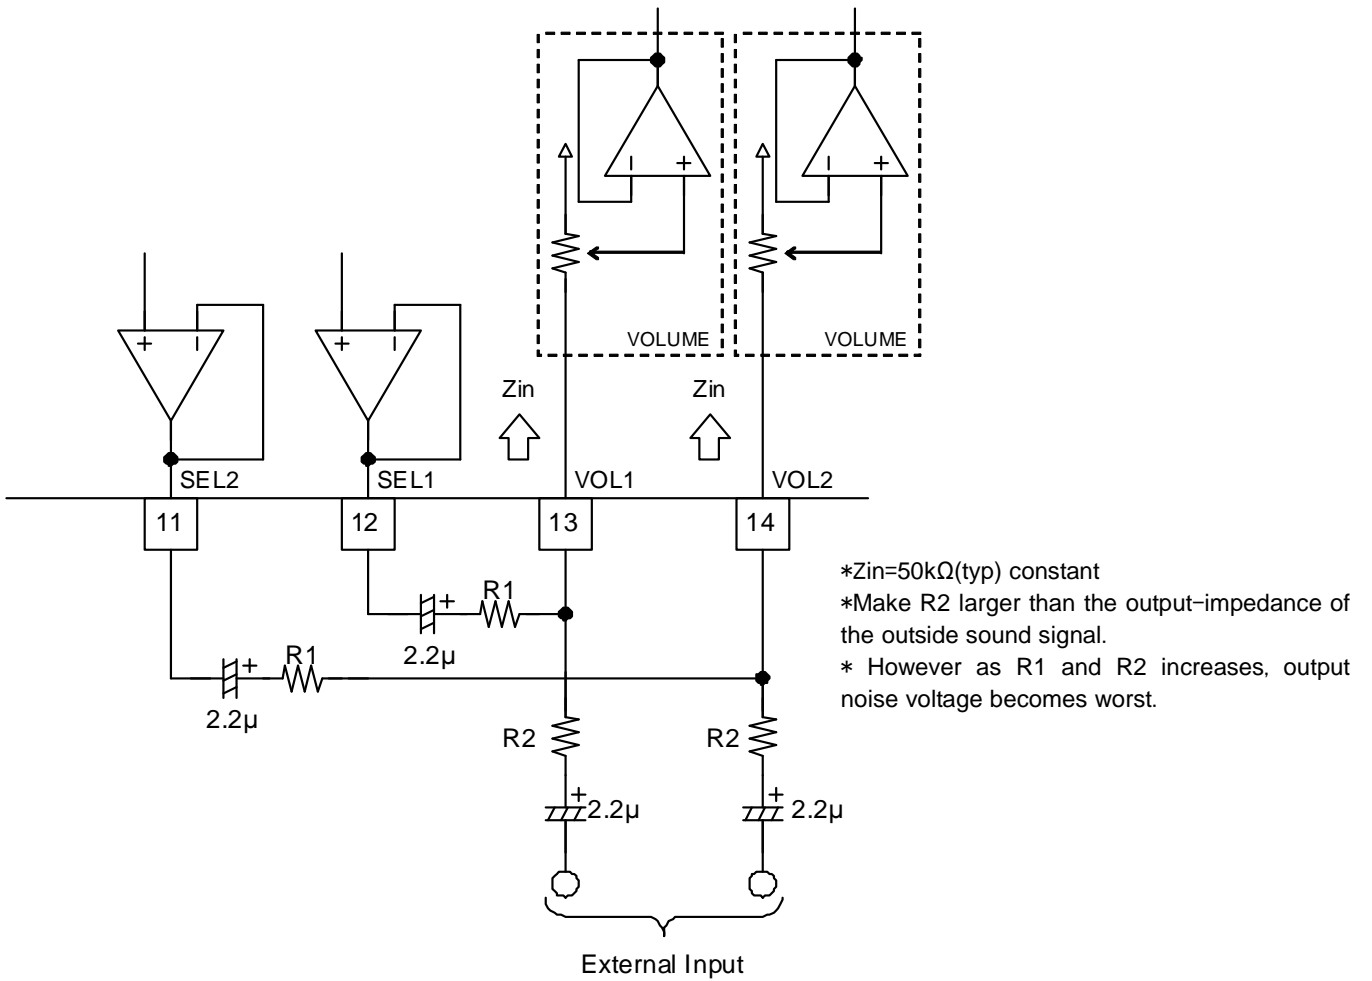 VOLUME VOLUME
Zin Zin
SEL2 SEL1 VOL1 VOL2
11 12 13 14
*Zin=50kΩ(typ) constant
*Make R2 larger than the output-impedance of
the outside sound signal.
* However as R1 and R2 increases, output
noise voltage becomes worst.
+ R1
2.2μ
+ R1
2.2μ
R2 R2
+ 2.2μ + 2.2μ
External Input